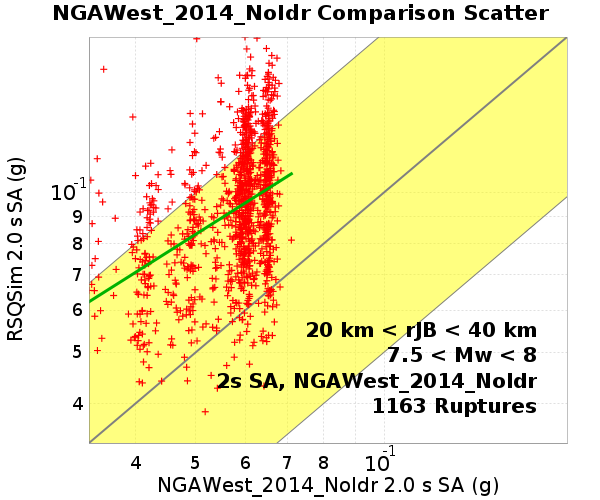 NGAWest_2014_NoIdr Comparison Scatter
RSQSim 2.0 s SA (g)
10-1
9
8
7
6
5
4
20 km < rJB < 40 km
7.5 < Mw < 8
2s SA, NGAWest_2014_NoIdr
1163 Ruptures
4 5 6 7 8 10-1
NGAWest_2014_NoIdr 2.0 s SA (g)